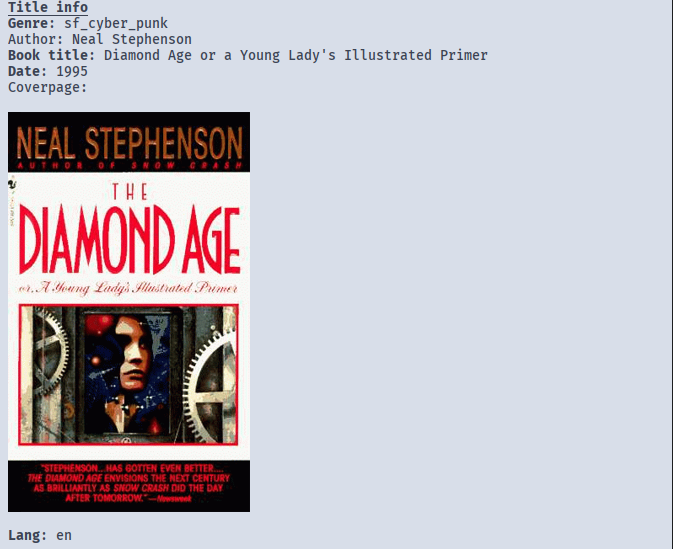 Title info
Genre: sf_cyber_punk
Author: Neal Stephenson
Book title: Diamond Age or a Young Lady's Illustrated Primer
Date: 1995
Coverpage:
NEAL STEPHENSON
AUTHOR OF SNOW CRASH
THE
DIAMOND AGE
or, A Young Lady's Illustrated Primer
"STEPHENSON...HAS GOTTEN EVEN BETTER....
THE DIAMOND AGE ENVISIONS THE NEXT CENTURY
AS BRILLIANTLY AS SNOW CRASH DID THE DAY
AFTER TOMORROW."—Newsweek
Lang: en